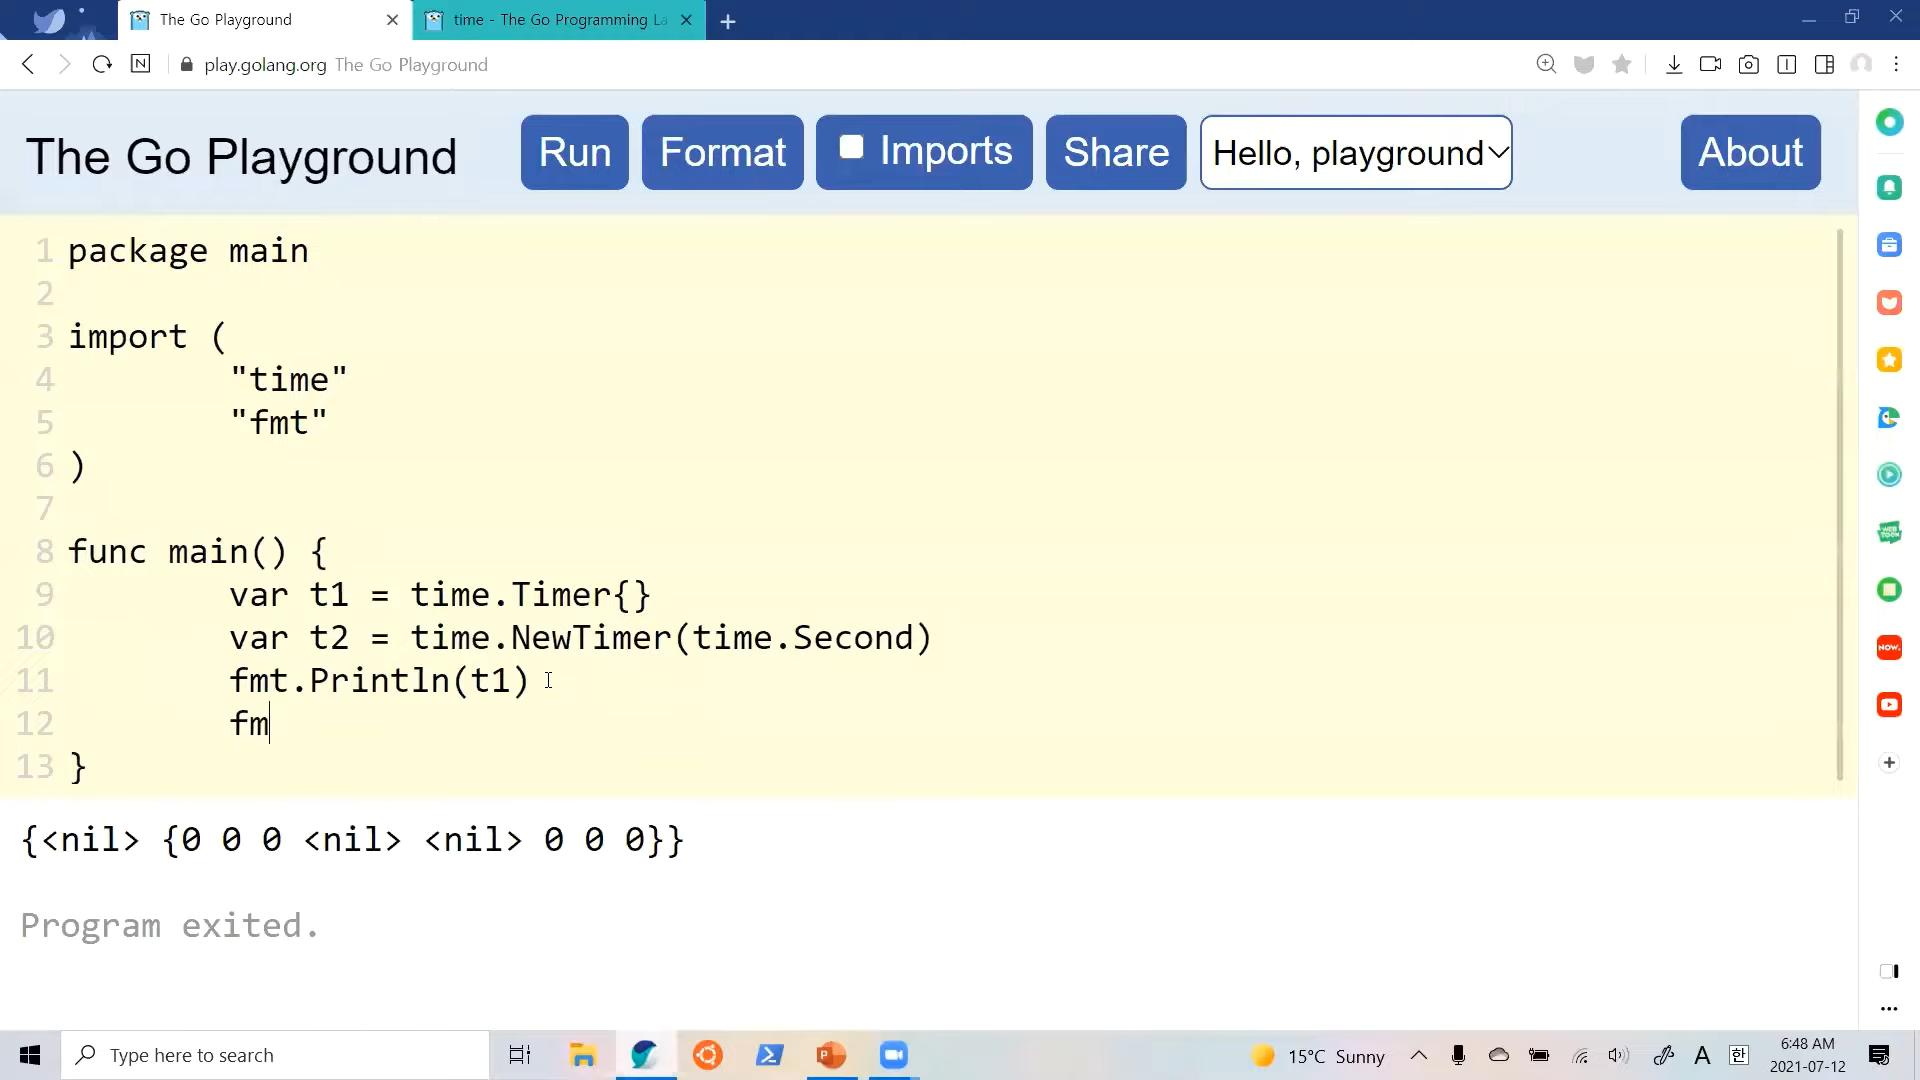 The Go Playground
time - The Go Programming La
play.golang.org The Go Playground
The Go Playground
Run
Format
Imports
Share
Hello, playground
About
1 package main
2
3 import (
4 "time"
5 "fmt"
6 )
7
8 func main() {
9 var t1 = time.Timer{}
10 var t2 = time.NewTimer(time.Second)
11 fmt.Println(t1)
12 fm
13 }
{<nil> {0 0 0 <nil> <nil> 0 0 0}}
Program exited.
NOW.
Type here to search
15°C Sunny
A
한
6:48 AM
2021-07-12